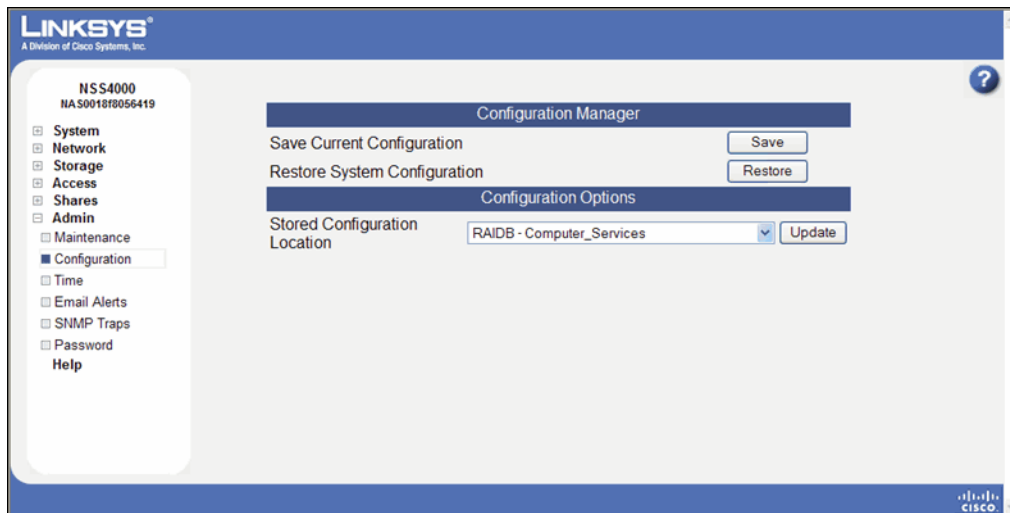 LINKSYS®
A Division of Cisco Systems, Inc.
NSS4000
NAS0018f8056419
System
Network
Storage
Access
Shares
Admin
Maintenance
Configuration
Time
Email Alerts
SNMP Traps
Password
Help
?
Configuration Manager
Save Current Configuration Save
Restore System Configuration Restore
Configuration Options
Stored Configuration
Location
RAIDB - Computer_Services Update
CISCO.